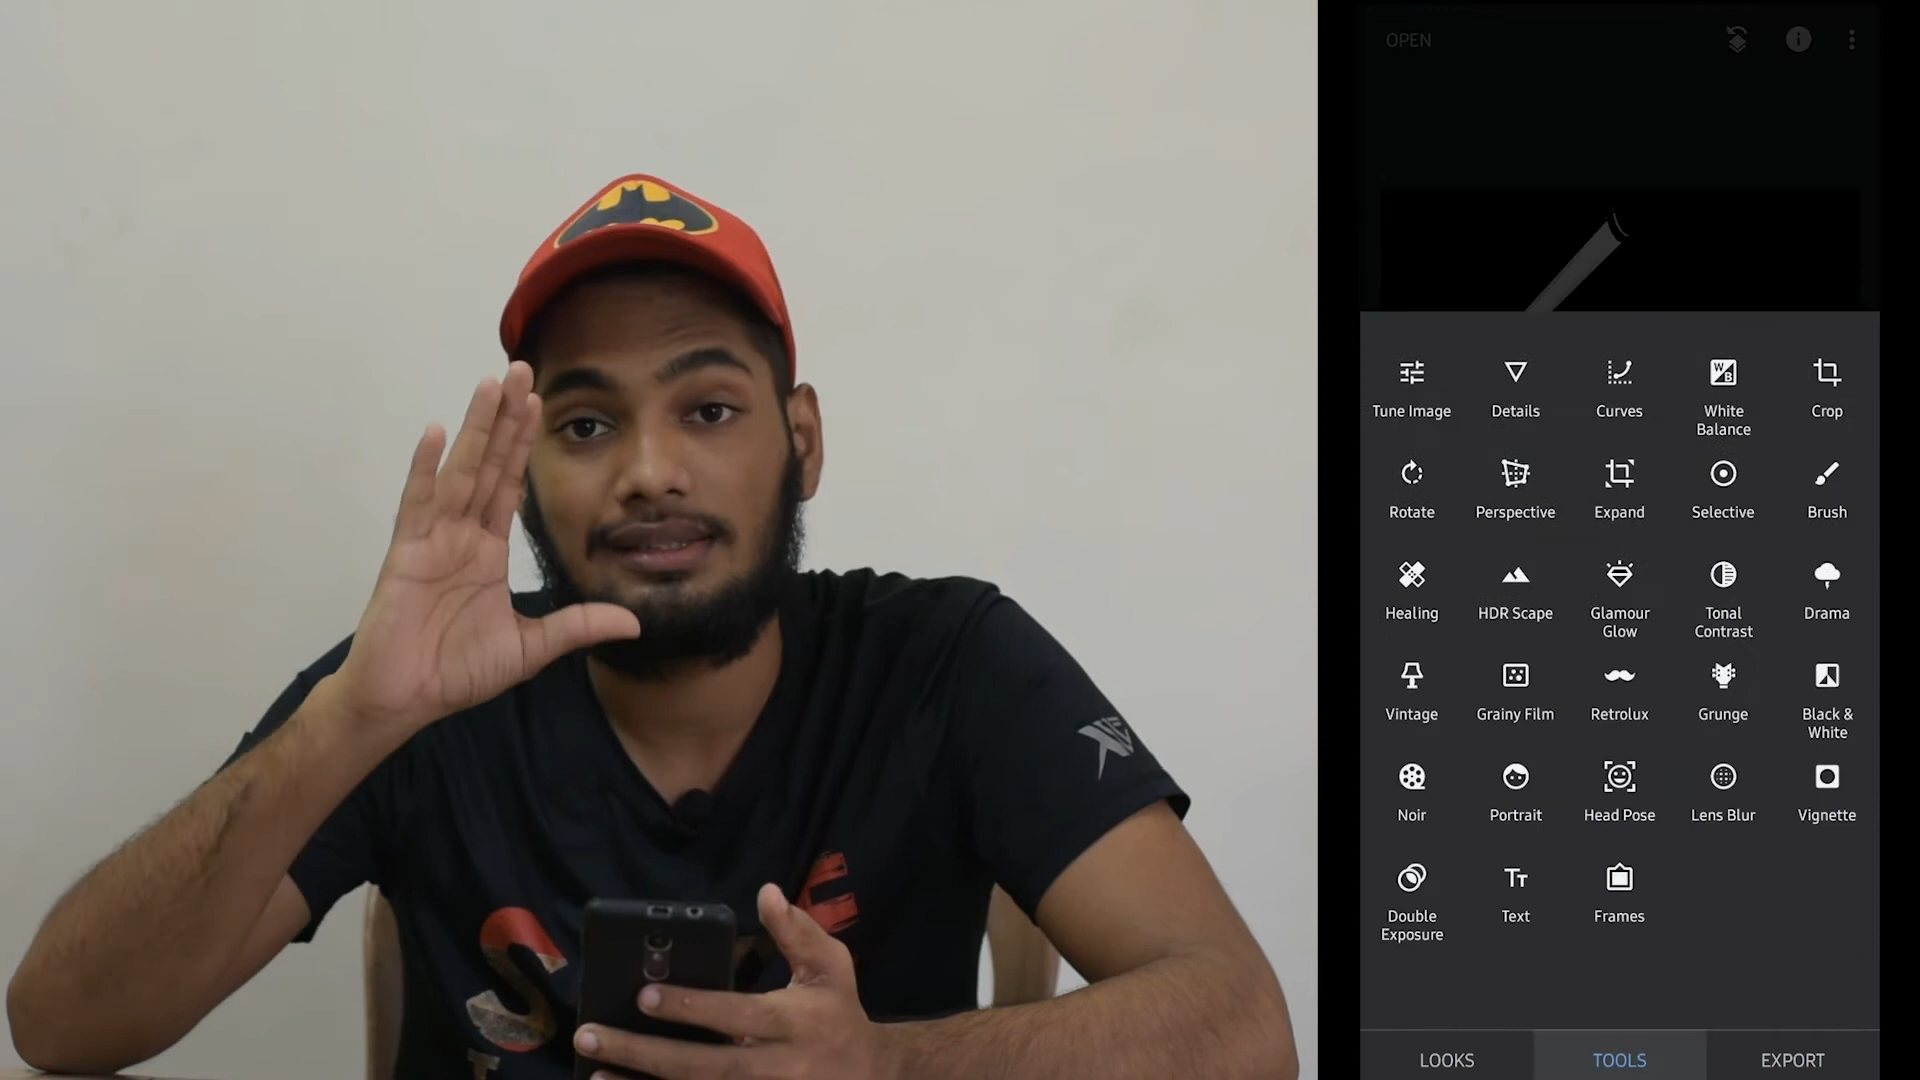 OPEN
Tune Image
Details
Curves
White
Balance
Crop
Rotate
Perspective
Expand
Selective
Brush
Healing
HDR Scape
Glamour
Glow
Tonal
Contrast
Drama
Vintage
Grainy Film
Retrolux
Grunge
Black &
White
Noir
Portrait
Head Pose
Lens Blur
Vignette
Double
Exposure
Text
Frames
LOOKS
TOOLS
EXPORT